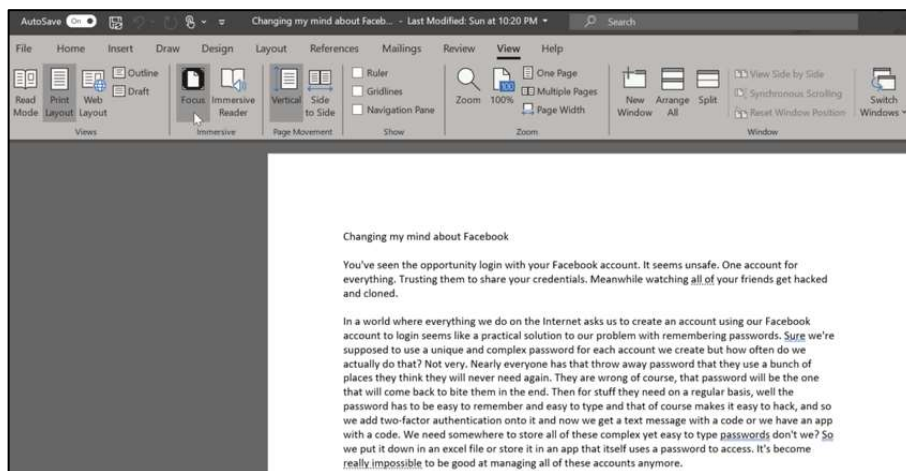 AutoSave On Changing my mind about Faceb... - Last Modified: Sun at 10:20 PM Search
File Home Insert Draw Design Layout References Mailings Review View Help
Read Mode
Print Layout
Web Layout
Outline
Draft
Views
Focus
Immersive Reader
Immersive
Vertical
Side to Side
Page Movement
Ruler
Gridlines
Navigation Pane
Show
Zoom
100
100%
One Page
Multiple Pages
Page Width
Zoom
New Window
Arrange All
Split
View Side by Side
Synchronous Scrolling
Reset Window Position
Window
Switch Windows
Changing my mind about Facebook
You've seen the opportunity login with your Facebook account. It seems unsafe. One account for
everything. Trusting them to share your credentials. Meanwhile watching all of your friends get hacked
and cloned.
In a world where everything we do on the Internet asks us to create an account using our Facebook
account to login seems like a practical solution to our problem with remembering passwords. Sure we're
supposed to use a unique and complex password for each account we create but how often do we
actually do that? Not very. Nearly everyone has that throw away password that they use a bunch of
places they think they will never need again. They are wrong of course, that password will be the one
that will come back to bite them in the end. Then for stuff they need on a regular basis, well the
password has to be easy to remember and easy to type and that of course makes it easy to hack, and so
we add two-factor authentication onto it and now we get a text message with a code or we have an app
with a code. We need somewhere to store all of these complex yet easy to type passwords don't we? So
we put it down in an excel file or store it in an app that itself uses a password to access. It's become
really impossible to be good at managing all of these accounts anymore.